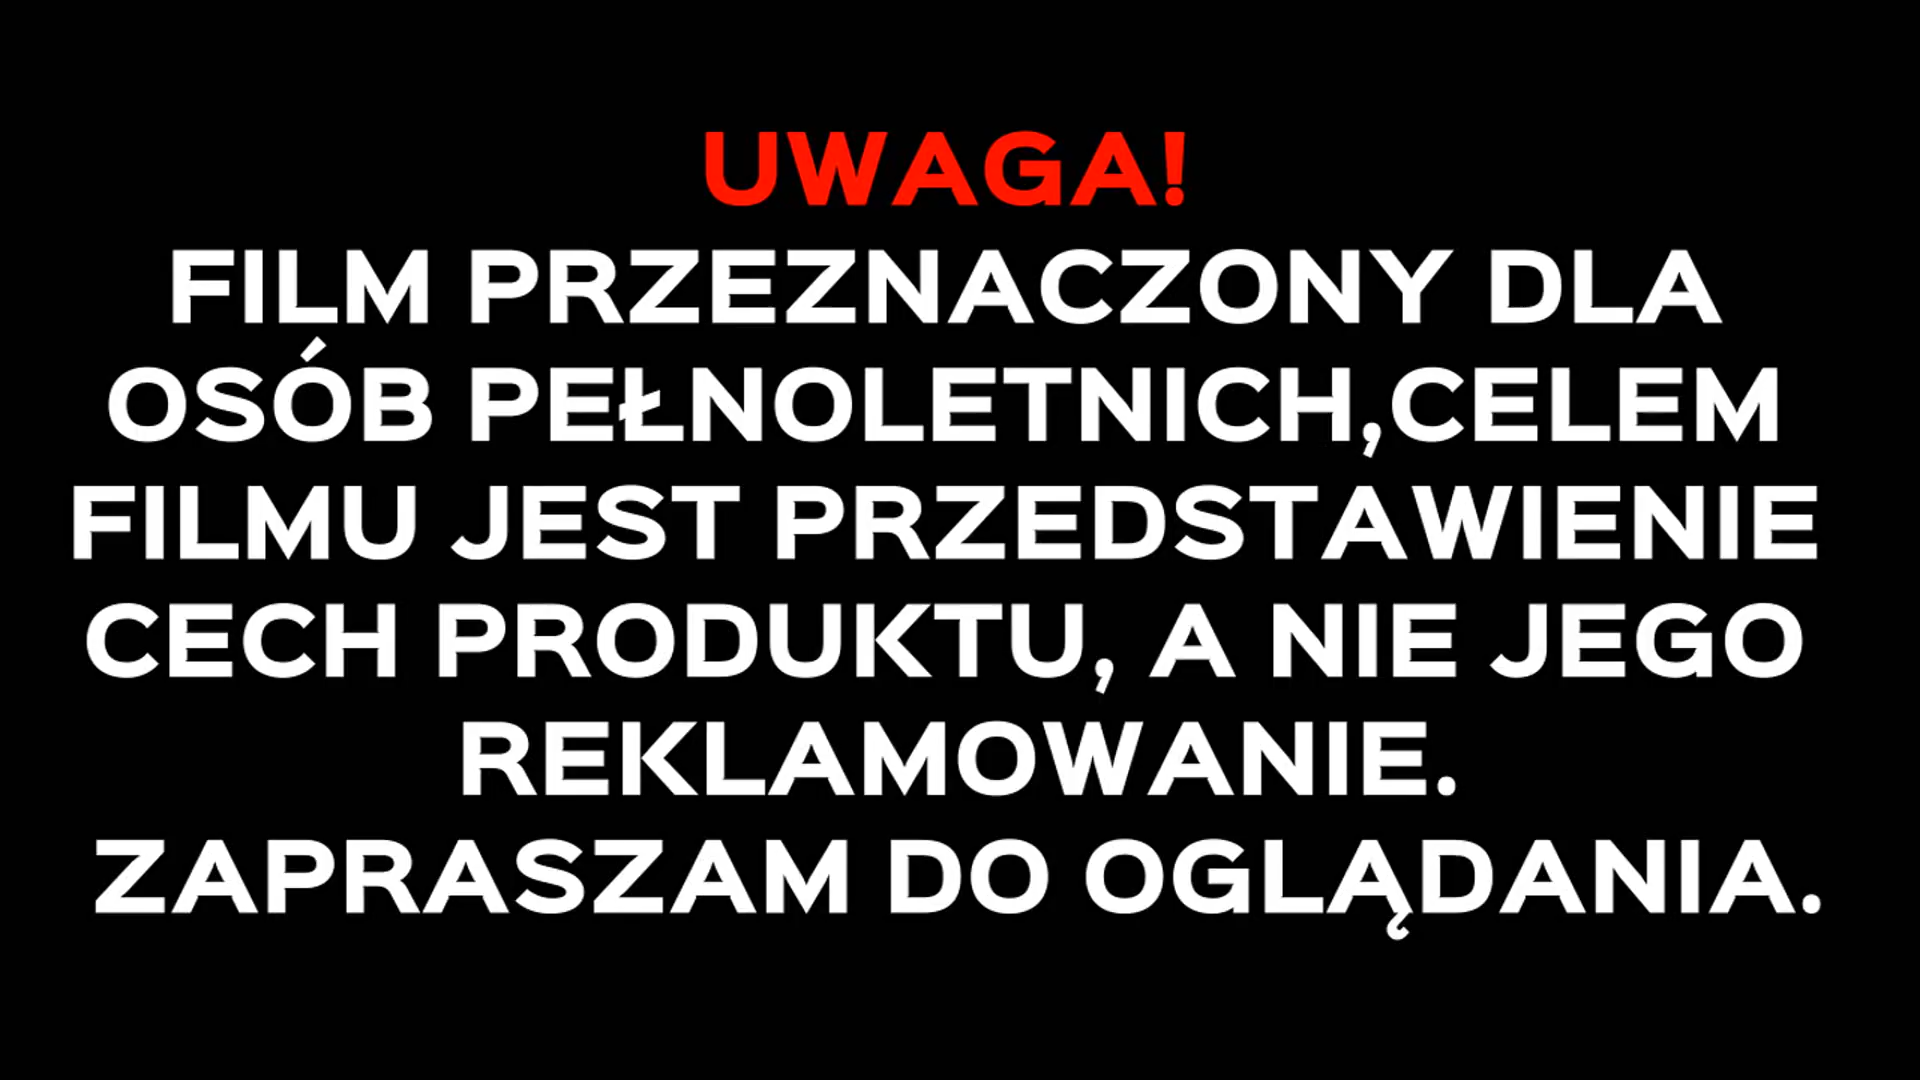 UWAGA!
FILM PRZEZNACZONY DLA
OSÓB PEŁNOLETNICH,CELEM
FILMU JEST PRZEDSTAWIENIE
CECH PRODUKTU, A NIE JEGO
REKLAMOWANIE.
ZAPRASZAM DO OGLĄDANIA.